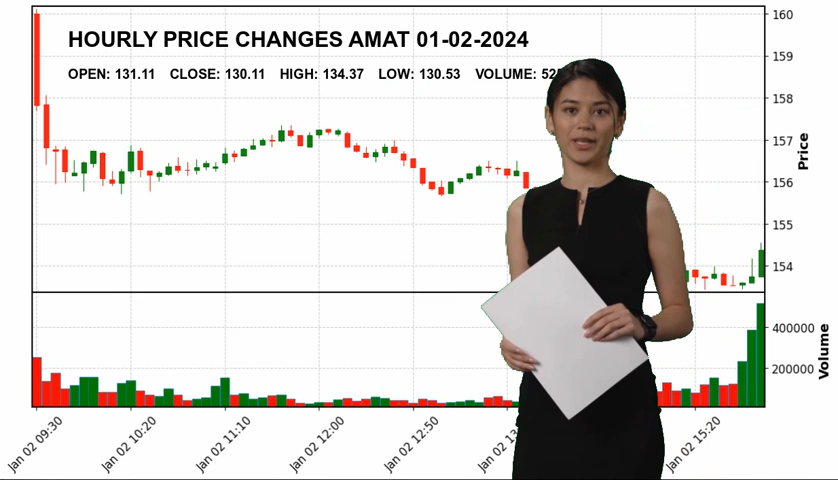 HOURLY PRICE CHANGES AMAT 01-02-2024
OPEN: 131.11 CLOSE: 130.11 HIGH: 134.37 LOW: 130.53 VOLUME:
160
159
158
157
156
155
154
Price
400000
200000
Volume
Jan 02 09:30
Jan 02 10:20
Jan 02 11:10
Jan 02 12:00
Jan 02 12:50
Jan 02
Jan 02 15:20